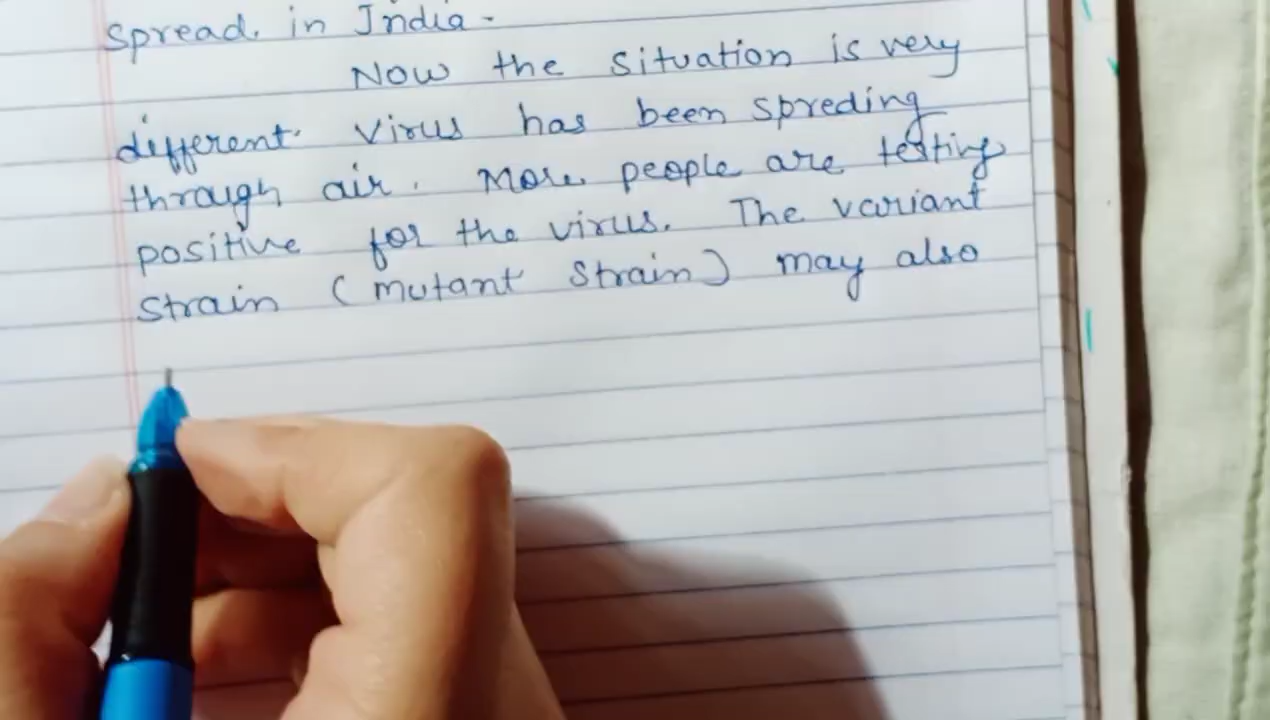 spread. in India -
Now the situation is very
different. Virus has been spreding
through air. More people are testing
positive for the virus. The variant
strain (mutant strain) may also